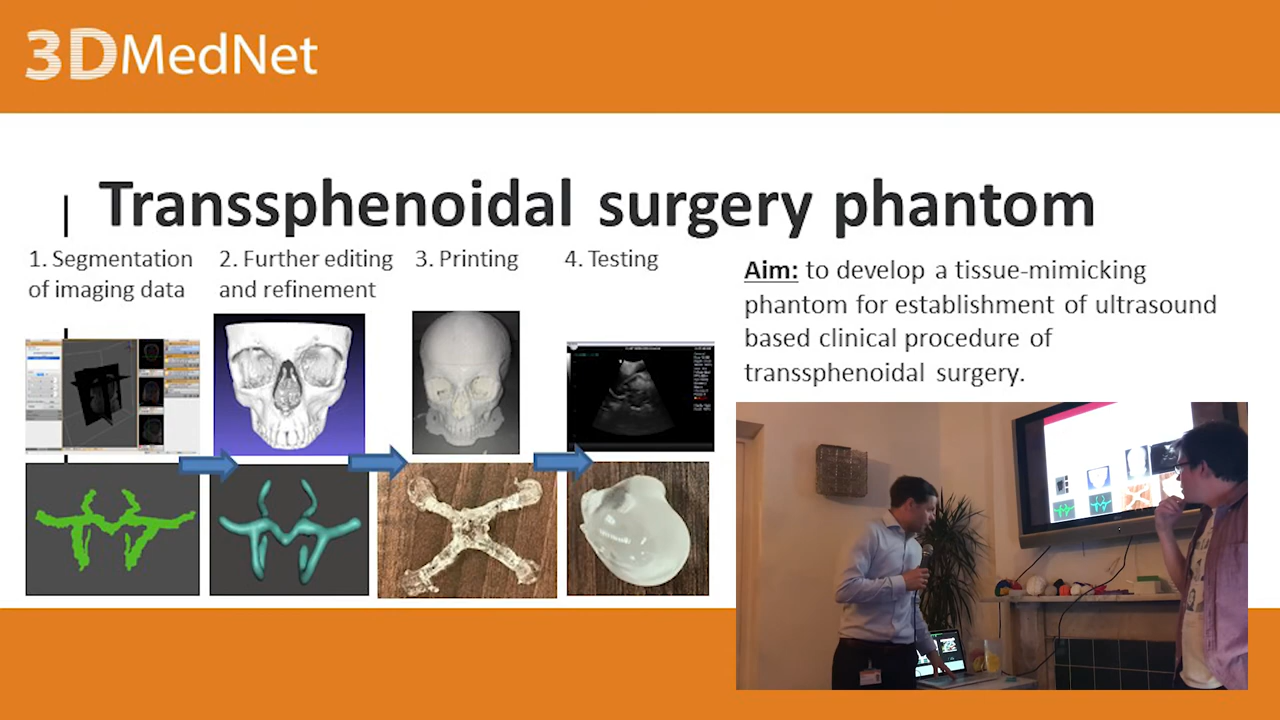 3DMedNet
Transsphenoidal surgery phantom
1. Segmentation
of imaging data
2. Further editing
and refinement
3. Printing
4. Testing
Aim: to develop a tissue-mimicking
phantom for establishment of ultrasound
based clinical procedure of
transsphenoidal surgery.